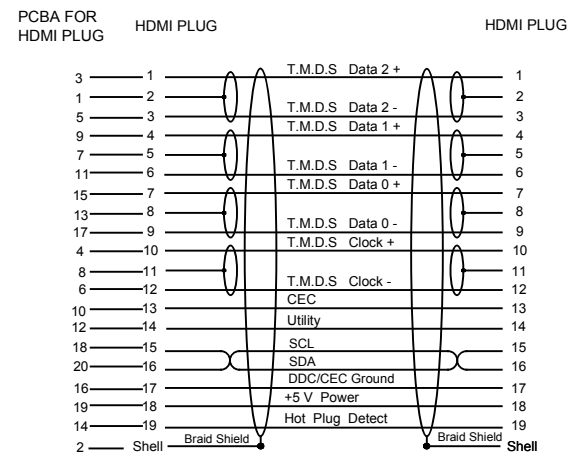 PCBA FOR
HDMI PLUG
HDMI PLUG
HDMI PLUG
3 1 T.M.D.S Data 2 + 1
1 2 2
5 3 T.M.D.S Data 2 - 3
9 4 T.M.D.S Data 1 + 4
7 5 5
11 6 T.M.D.S Data 1 - 6
15 7 T.M.D.S Data 0 + 7
13 8 8
17 9 T.M.D.S Data 0 - 9
4 10 T.M.D.S Clock + 10
8 11 11
6 12 T.M.D.S Clock - 12
10 13 CEC 13
12 14 Utility 14
18 15 SCL 15
20 16 SDA 16
16 17 DDC/CEC Ground 17
19 18 +5 V Power 18
14 19 Hot Plug Detect 19
2 Shell Braid Shield Braid Shield Shell